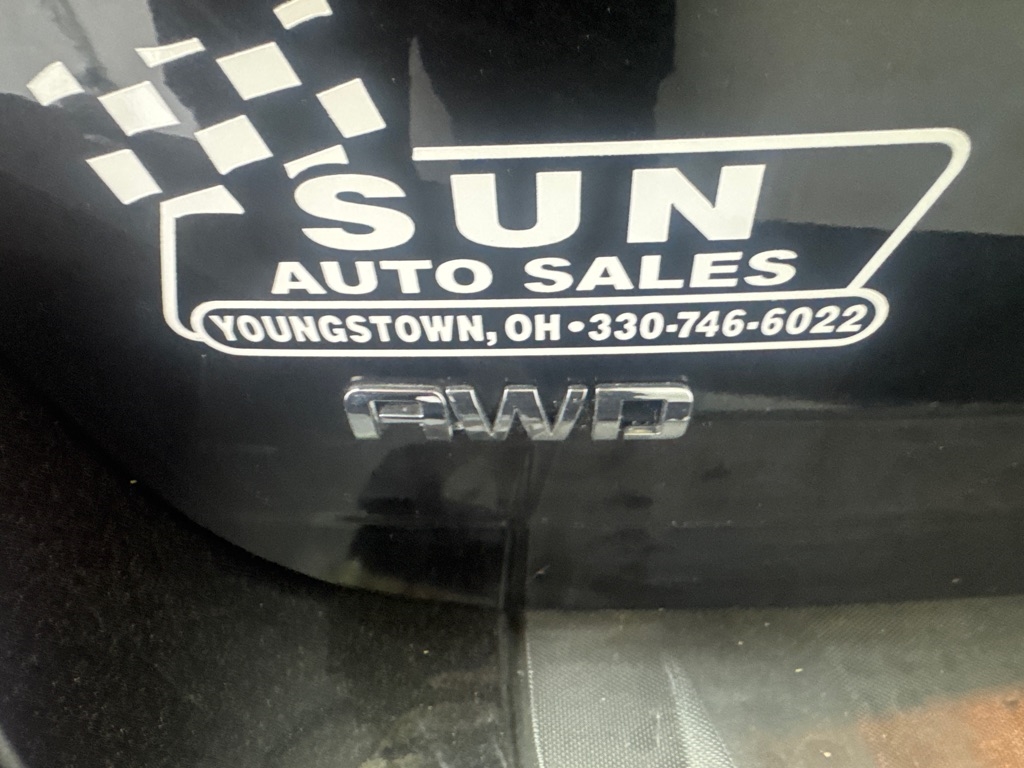 SUN
AUTO SALES
YOUNGSTOWN, OH•330-746-6022
AWD